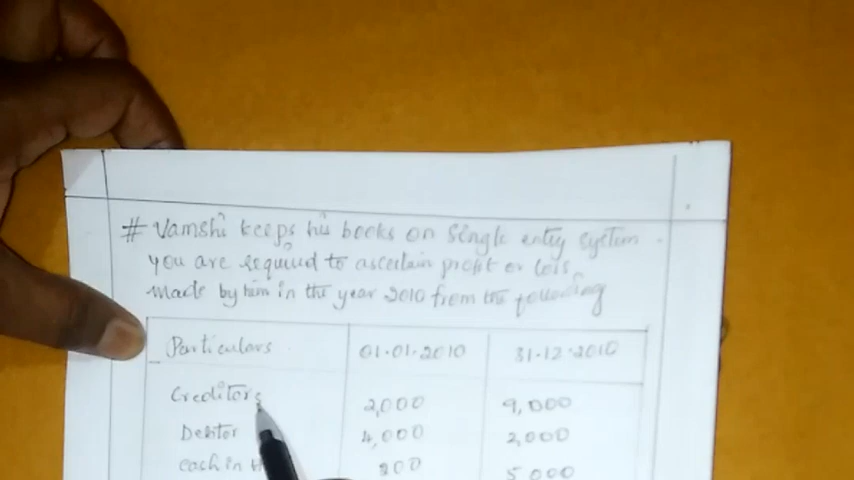 # Vamshi keeps his books on Single entry system.
you are required to ascertain profit or loss
made by him in the year 2010 from the following
Particulars 01.01.2010 31.12.2010
Creditors 2,000 9,000
Debtor 4,000 2,000
cash in 5,000